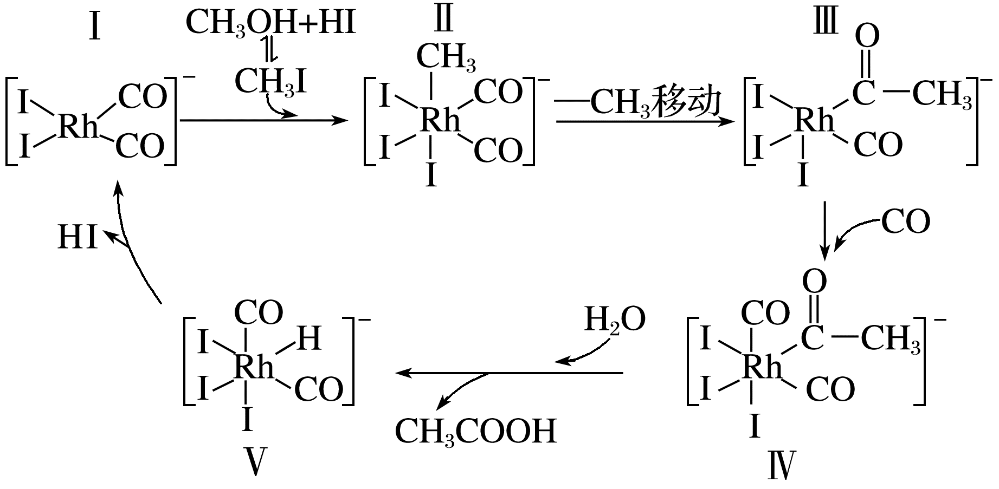 Ⅰ
CH₃OH+HI
CH₃I
Ⅱ
Ⅲ
[I I Rh CO CO]⁻
[CH₃ I I Rh CO CO I]⁻
—CH₃移动
[O C—CH₃ I I Rh CO I]⁻
HI
CO
[CO I I Rh H CO I]⁻
H₂O
CH₃COOH
[O CO C—CH₃ I I Rh CO I]⁻
Ⅴ
Ⅳ